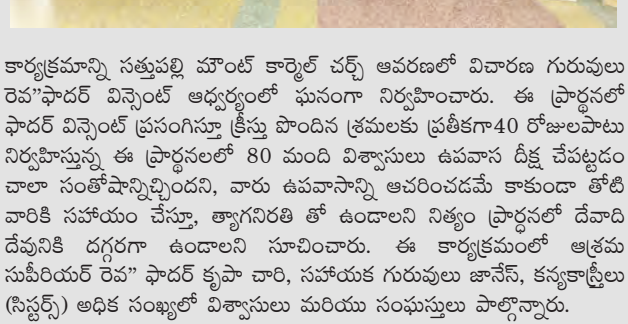 కార్యక్రమాన్ని సత్తుపల్లి మౌంట్ కార్మెల్ చర్చ్ ఆవరణలో విచారణ గురువులు
రెవ"ఫాదర్ విన్సెంట్ ఆధ్వర్యంలో ఘనంగా నిర్వహించారు. ఈ ప్రార్థనలో
ఫాదర్ విన్సెంట్ ప్రసంగిస్తూ క్రీస్తు పొందిన శ్రమలకు ప్రతీకగా40 రోజులపాటు
నిర్వహిస్తున్న ఈ ప్రార్థనలలో 80 మంది విశ్వాసులు ఉపవాస దీక్ష చేపట్టడం
చాలా సంతోషాన్నిచ్చిందని, వారు ఉపవాసాన్ని ఆచరించడమే కాకుండా తోటి
వారికి సహాయం చేస్తూ, త్యాగనిరతి తో ఉండాలని నిత్యం ప్రార్ధనలో దేవాది
దేవునికి దగ్గరగా ఉండాలని సూచించారు. ఈ కార్యక్రమంలో ఆశ్రమ
సుపీరియర్ రెవ" ఫాదర్ కృపా చారి, సహాయక గురువులు జానేస్, కన్యకాస్త్రీలు
(సిస్టర్స్) అధిక సంఖ్యలో విశ్వాసులు మరియు సంఘస్తులు పాల్గొన్నారు.